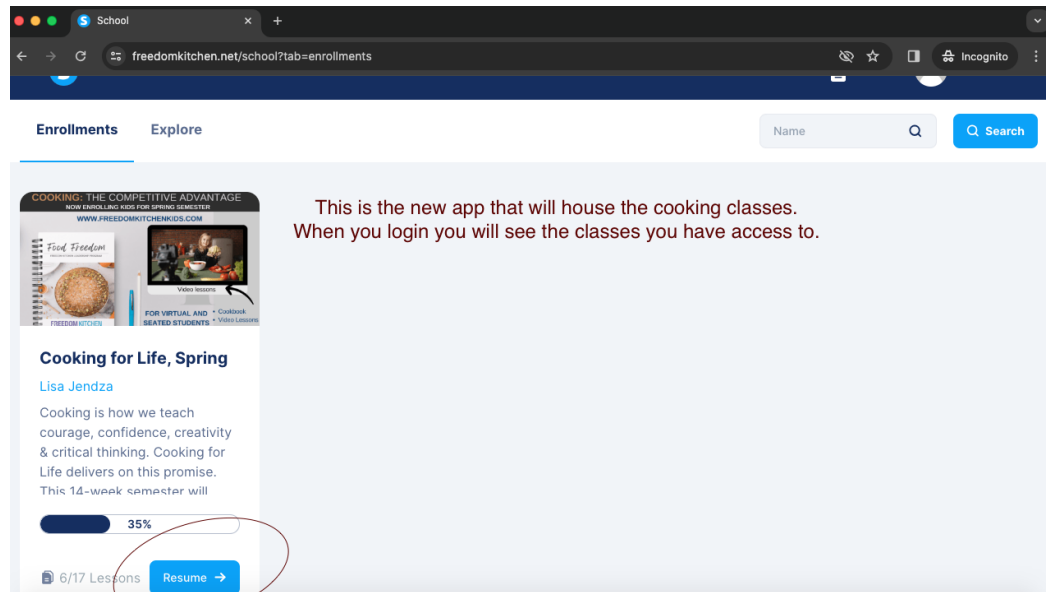 School
freedomkitchen.net/school?tab=enrollments
Incognito
Enrollments
Explore
Name
Search
COOKING: THE COMPETITIVE ADVANTAGE
NOW ENROLLING KIDS FOR SPRING SEMESTER
WWW.FREEDOMKITCHENKIDS.COM
Food Freedom
Video lessons
FOR VIRTUAL AND
SEATED STUDENTS
• Cookbook
• Video Lessons
FREEDOM KITCHEN
This is the new app that will house the cooking classes.
When you login you will see the classes you have access to.
Cooking for Life, Spring
Lisa Jendza
Cooking is how we teach
courage, confidence, creativity
& critical thinking. Cooking for
Life delivers on this promise.
This 14-week semester will
35%
6/17 Lessons
Resume →